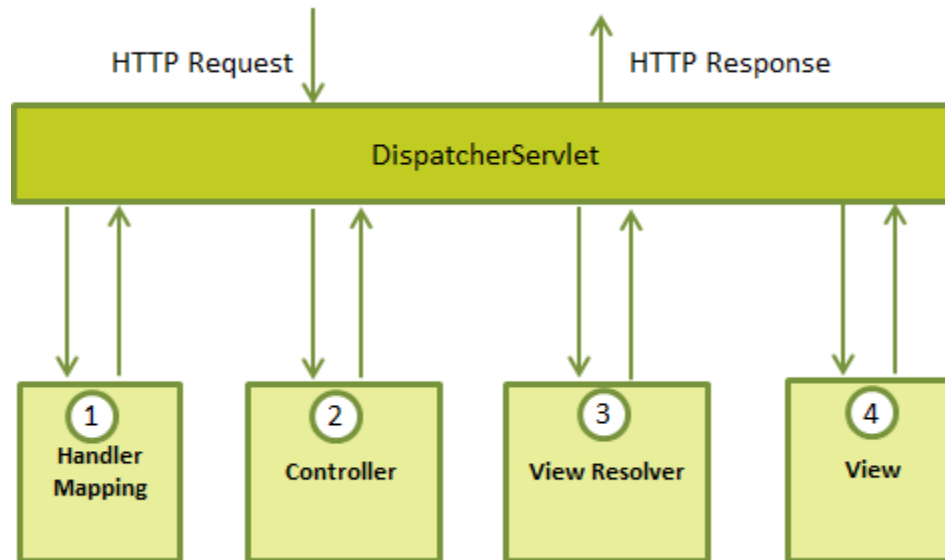 HTTP Request
HTTP Response
DispatcherServlet
1
Handler
Mapping
2
Controller
3
View Resolver
4
View